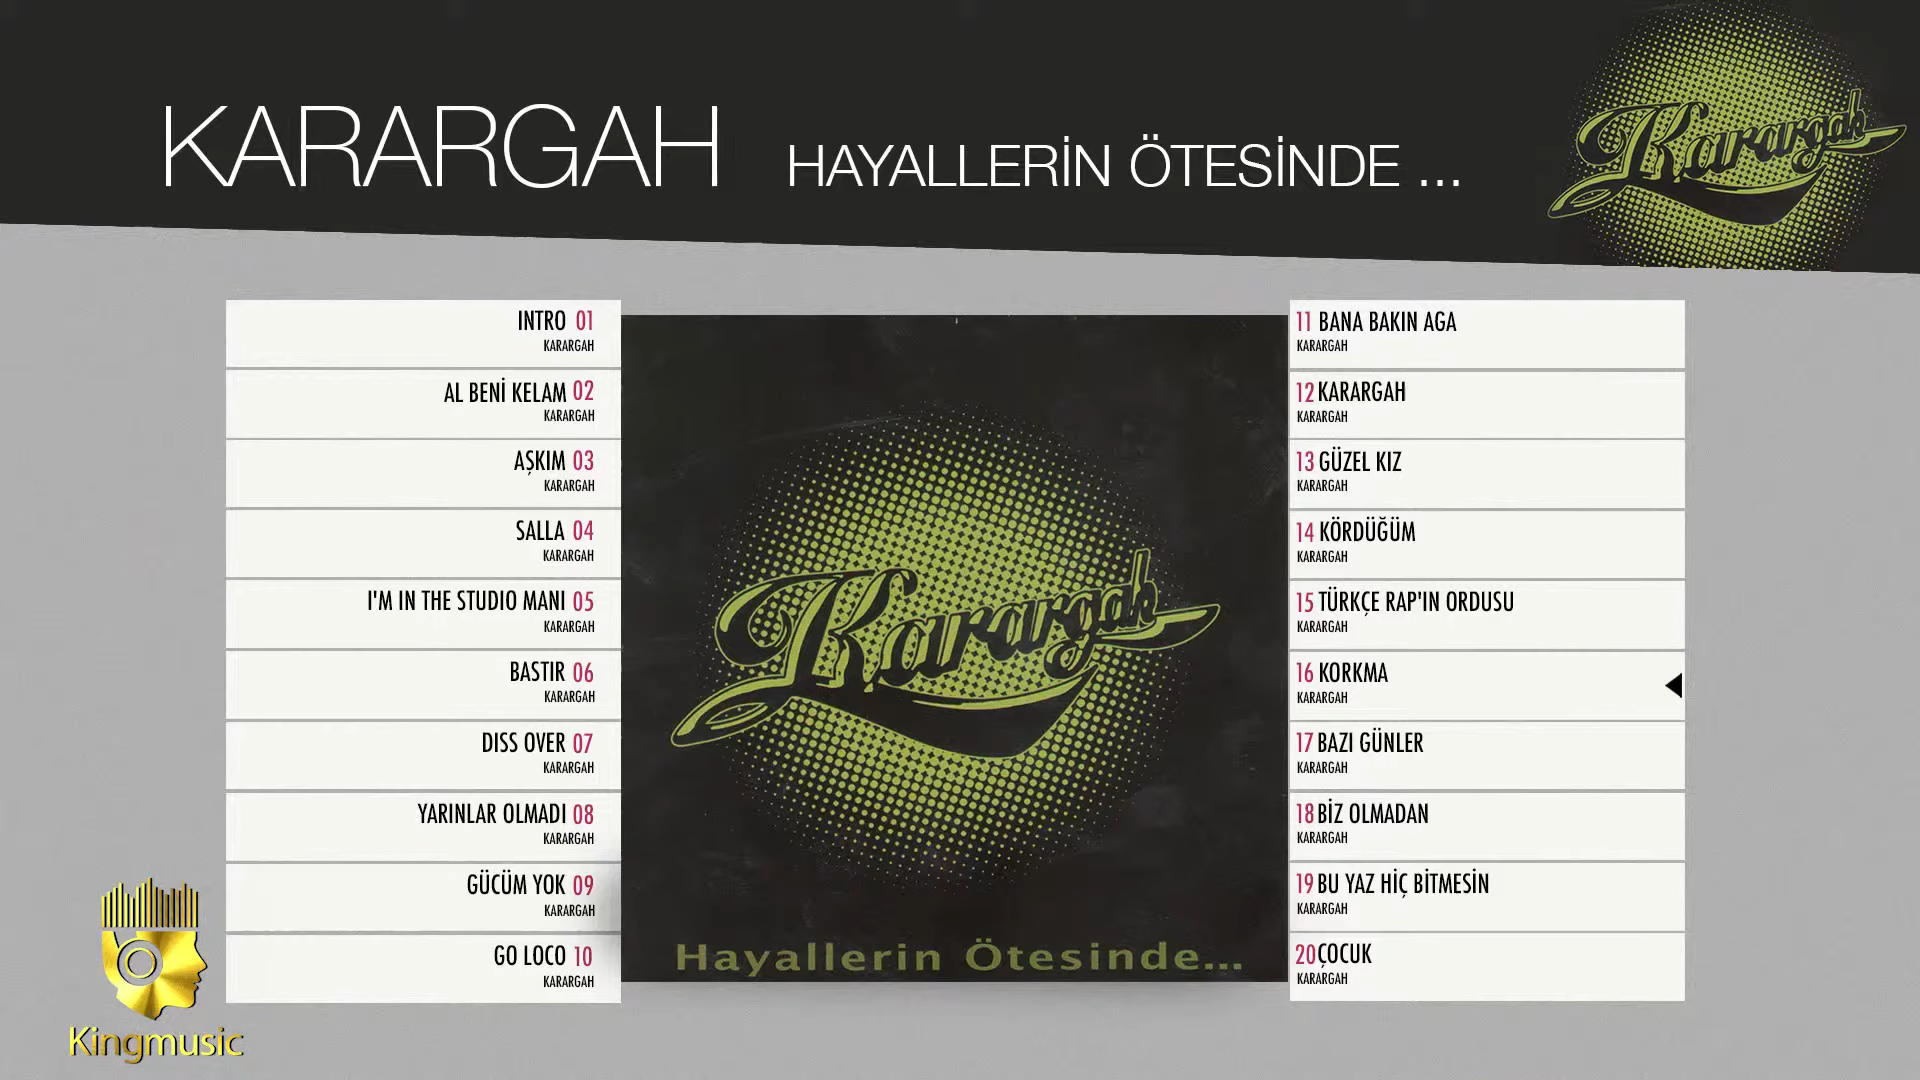 KARARGAH HAYALLERİN ÖTESİNDE ...
Karargah
INTRO 01
KARARGAH
AL BENİ KELAM 02
KARARGAH
AŞKIM 03
KARARGAH
SALLA 04
KARARGAH
I'M IN THE STUDIO MANI 05
KARARGAH
BASTIR 06
KARARGAH
DISS OVER 07
KARARGAH
YARINLAR OLMADI 08
KARARGAH
GÜCÜM YOK 09
KARARGAH
GO LOCO 10
KARARGAH
Karargah
Hayallerin Ötesinde...
11 BANA BAKIN AGA
KARARGAH
12 KARARGAH
KARARGAH
13 GÜZEL KIZ
KARARGAH
14 KÖRDÜĞÜM
KARARGAH
15 TÜRKÇE RAP'IN ORDUSU
KARARGAH
16 KORKMA
KARARGAH
17 BAZI GÜNLER
KARARGAH
18 BİZ OLMADAN
KARARGAH
19 BU YAZ HİÇ BİTMESİN
KARARGAH
20 ÇOCUK
KARARGAH
Kingmusic